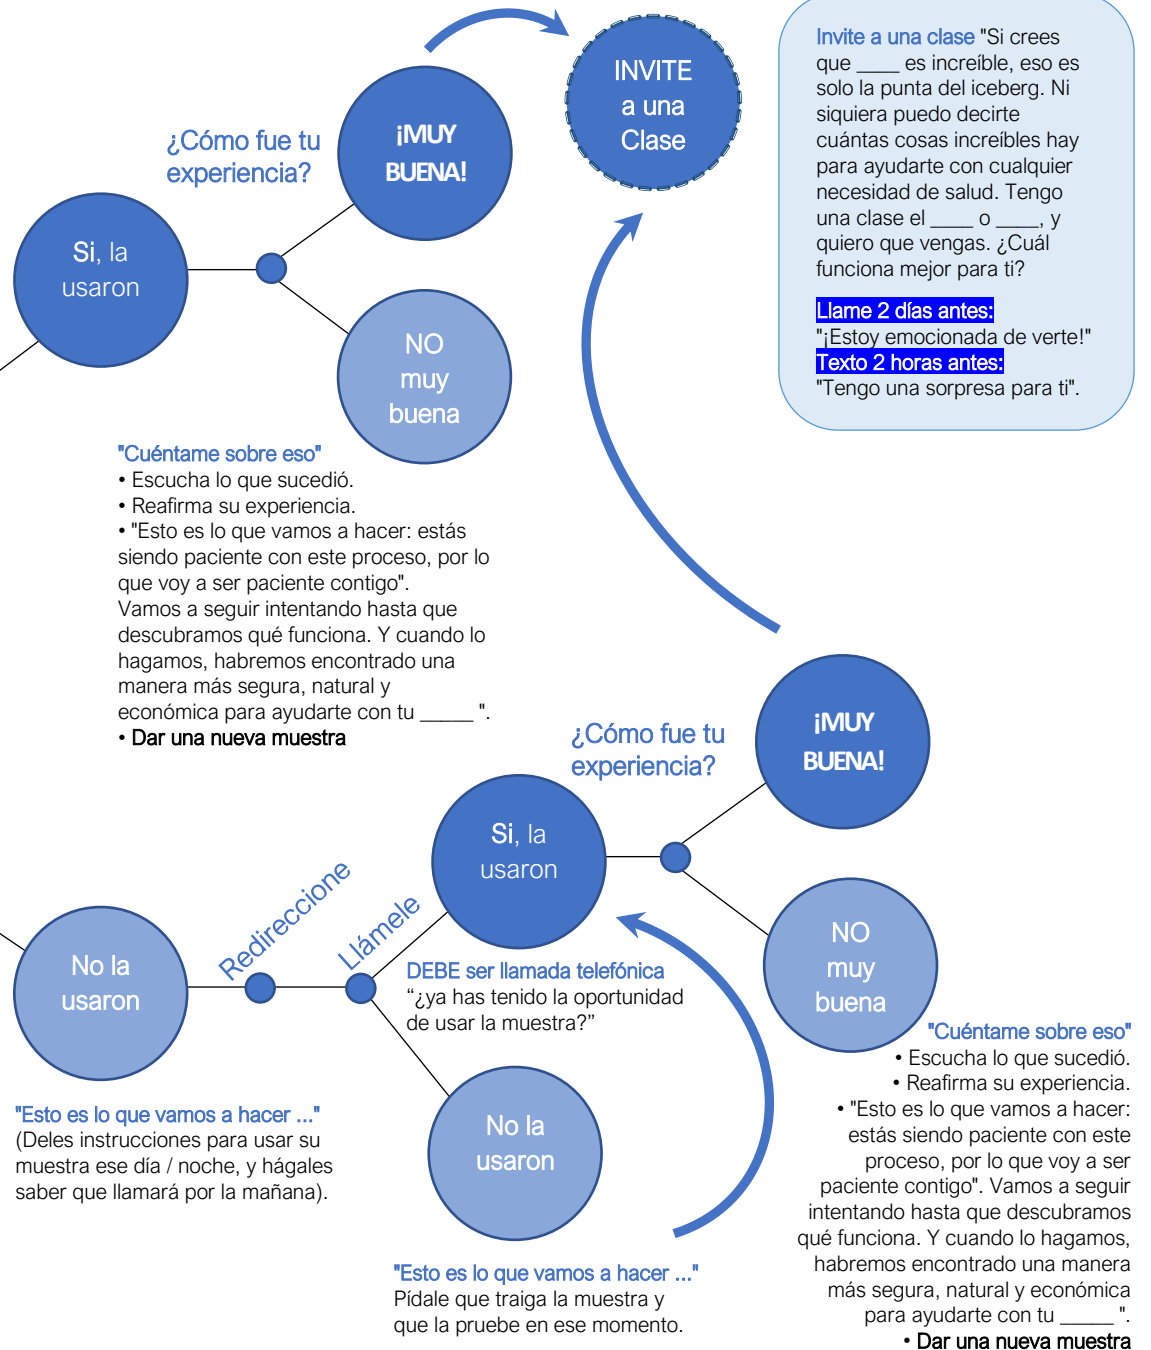 INVITE
a una
Clase
Invite a una clase "Si crees
que ____ es increíble, eso es
solo la punta del iceberg. Ni
siquiera puedo decirte
cuántas cosas increíbles hay
para ayudarte con cualquier
necesidad de salud. Tengo
una clase el ____ o ____, y
quiero que vengas. ¿Cuál
funciona mejor para ti?
Llame 2 días antes:
"¡Estoy emocionada de verte!"
Texto 2 horas antes:
"Tengo una sorpresa para ti".
¿Cómo fue tu
experiencia?
¡MUY
BUENA!
Si, la
usaron
NO
muy
buena
"Cuéntame sobre eso"
• Escucha lo que sucedió.
• Reafirma su experiencia.
• "Esto es lo que vamos a hacer: estás
siendo paciente con este proceso, por lo
que voy a ser paciente contigo".
Vamos a seguir intentando hasta que
descubramos qué funciona. Y cuando lo
hagamos, habremos encontrado una
manera más segura, natural y
económica para ayudarte con tu _____ ".
• Dar una nueva muestra
¿Cómo fue tu
experiencia?
¡MUY
BUENA!
Si, la
usaron
NO
muy
buena
No la
usaron
Redireccione
Llámele
DEBE ser llamada telefónica
“¿ya has tenido la oportunidad
de usar la muestra?”
No la
usaron
"Esto es lo que vamos a hacer ..."
(Deles instrucciones para usar su
muestra ese día / noche, y hágales
saber que llamará por la mañana).
"Esto es lo que vamos a hacer ..."
Pídale que traiga la muestra y
que la pruebe en ese momento.
"Cuéntame sobre eso"
• Escucha lo que sucedió.
• Reafirma su experiencia.
• "Esto es lo que vamos a hacer:
estás siendo paciente con este
proceso, por lo que voy a ser
paciente contigo". Vamos a seguir
intentando hasta que descubramos
qué funciona. Y cuando lo hagamos,
habremos encontrado una manera
más segura, natural y económica
para ayudarte con tu _____ ".
• Dar una nueva muestra